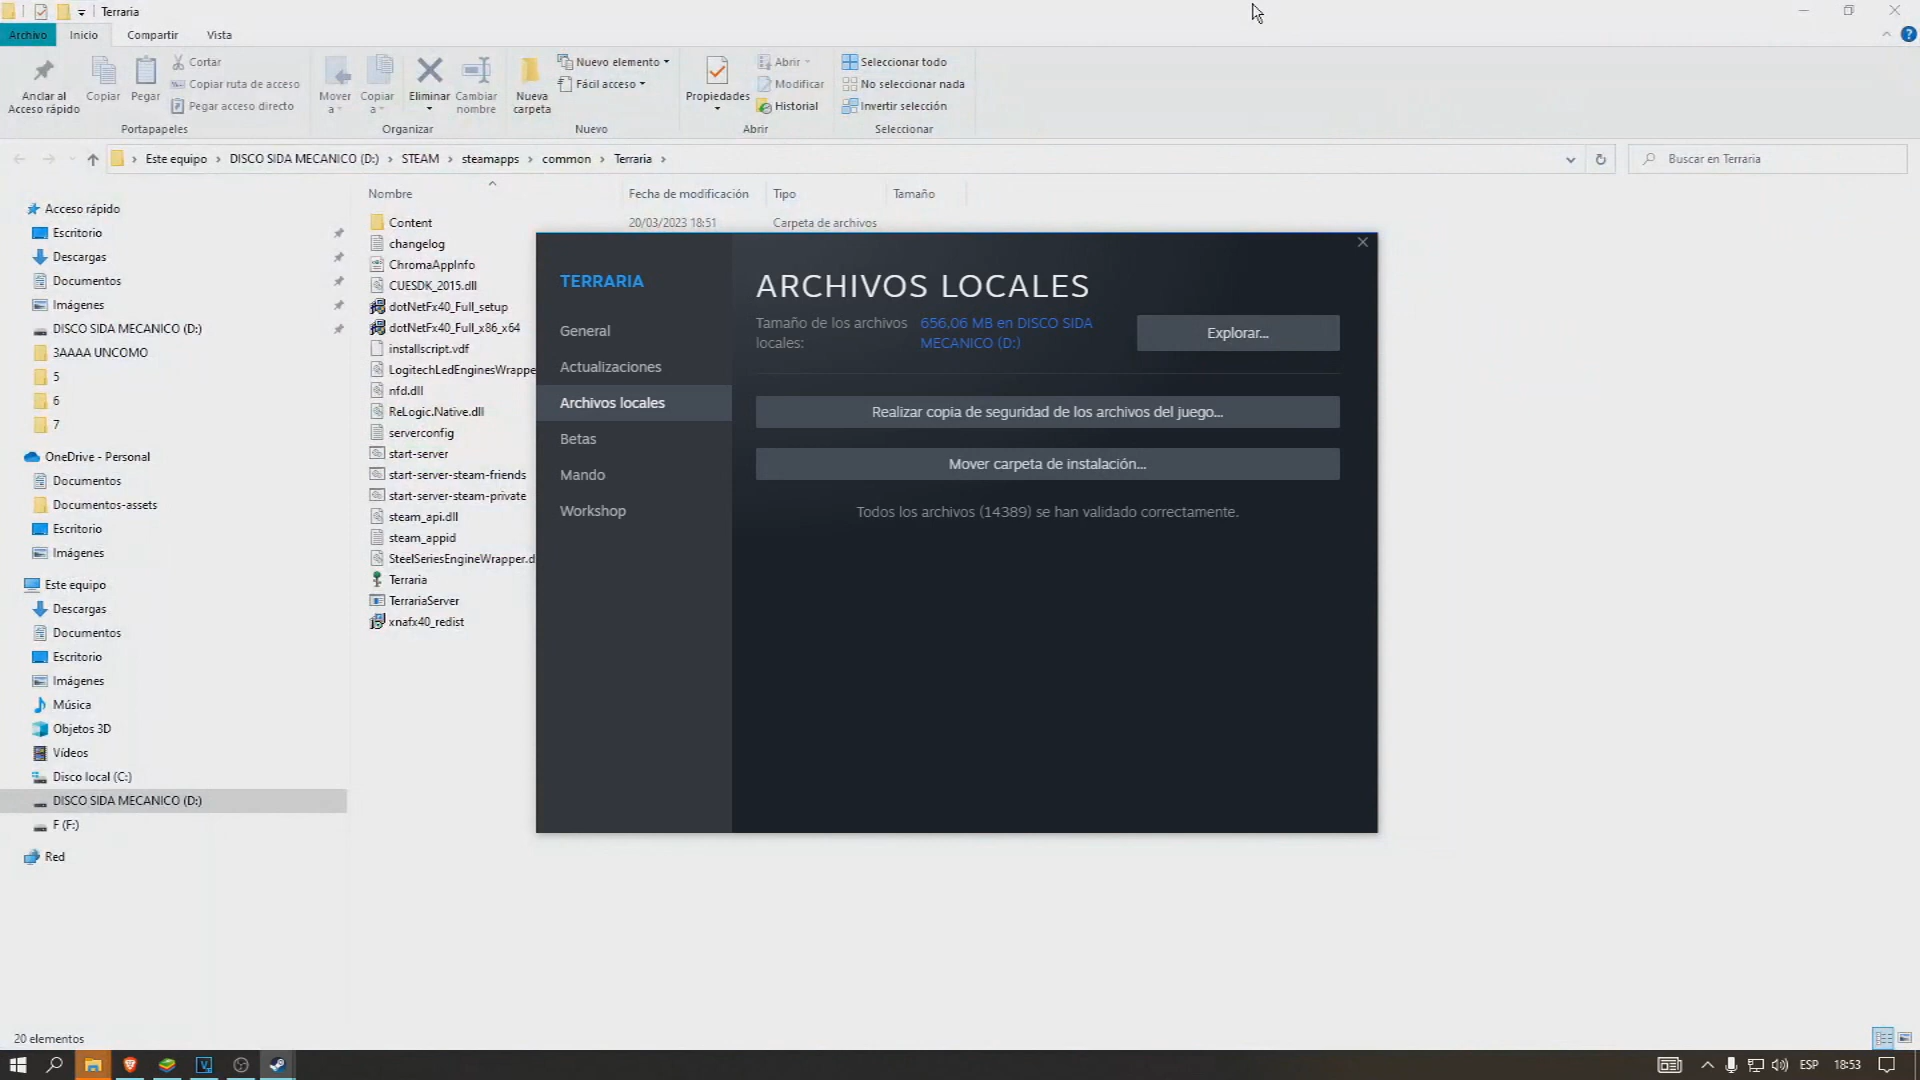 Terraria
Archivo Inicio Compartir Vista
Anclar al
Acceso rápido
Copiar
Pegar
Cortar
Copiar ruta de acceso
Pegar acceso directo
Portapapeles
Mover
a
Copiar
a
Eliminar
Cambiar
nombre
Organizar
Nueva
carpeta
Nuevo elemento
Fácil acceso
Nuevo
Propiedades
Abrir
Modificar
Historial
Abrir
Seleccionar todo
No seleccionar nada
Invertir selección
Seleccionar
Este equipo > DISCO SIDA MECANICO (D:) > STEAM > steamapps > common > Terraria >
Buscar en Terraria
Acceso rápido
Escritorio
Descargas
Documentos
Imágenes
DISCO SIDA MECANICO (D:)
3AAAA UNCOMO
5
6
7
OneDrive - Personal
Documentos
Documentos-assets
Escritorio
Imágenes
Este equipo
Descargas
Documentos
Escritorio
Imágenes
Música
Objetos 3D
Vídeos
Disco local (C:)
DISCO SIDA MECANICO (D:)
F (F:)
Red
Nombre Fecha de modificación Tipo Tamaño
Content 20/03/2023 18:51 Carpeta de archivos
changelog
ChromaAppInfo
CUESDK_2015.dll
dotNetFx40_Full_setup
dotNetFx40_Full_x86_x64
installscript.vdf
LogitechLedEnginesWrappe
nfd.dll
ReLogic.Native.dll
serverconfig
start-server
start-server-steam-friends
start-server-steam-private
steam_api.dll
steam_appid
SteelSeriesEngineWrapper.d
Terraria
TerrariaServer
xnafx40_redist
TERRARIA
General
Actualizaciones
Archivos locales
Betas
Mando
Workshop
ARCHIVOS LOCALES
Tamaño de los archivos
locales:
656,06 MB en DISCO SIDA
MECANICO (D:)
Explorar...
Realizar copia de seguridad de los archivos del juego...
Mover carpeta de instalación...
Todos los archivos (14389) se han validado correctamente.
20 elementos
ESP 18:53